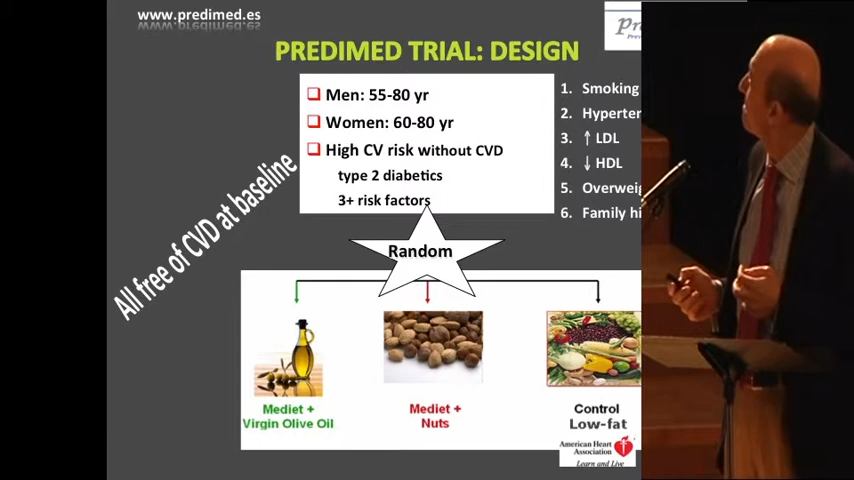 www.predimed.es
PREDIMED TRIAL: DESIGN
Men: 55-80 yr
Women: 60-80 yr
High CV risk without CVD
type 2 diabetics
3+ risk factors
1. Smoking
2.
3. ↑ LDL
4. ↓ HDL
5.
6. Family
All free of CVD at baseline
Random
Mediet +
Virgin Olive Oil
Mediet +
Nuts
Control
Low-fat
American Heart
Association
Learn and Live